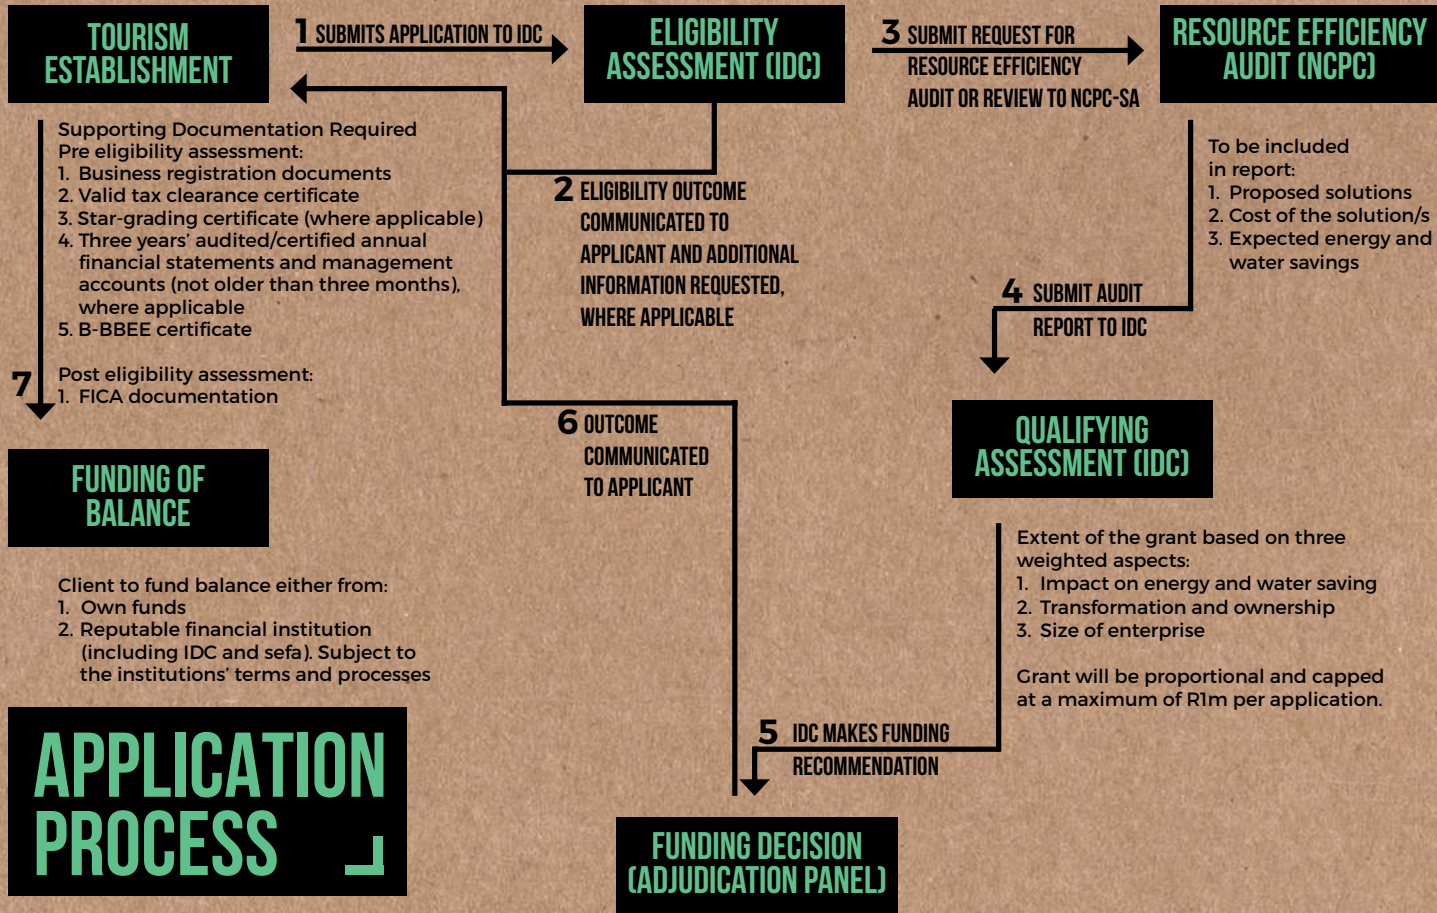 TOURISM
ESTABLISHMENT
1 SUBMITS APPLICATION TO IDC
ELIGIBILITY
ASSESSMENT (IDC)
3 SUBMIT REQUEST FOR
RESOURCE EFFICIENCY
AUDIT OR REVIEW TO NCPC-SA
RESOURCE EFFICIENCY
AUDIT (NCPC)
Supporting Documentation Required
Pre eligibility assessment:
1. Business registration documents
2. Valid tax clearance certificate
3. Star-grading certificate (where applicable)
4. Three years' audited/certified annual
financial statements and management
accounts (not older than three months),
where applicable
5. B-BBEE certificate
Post eligibility assessment:
1. FICA documentation
7
2 ELIGIBILITY OUTCOME
COMMUNICATED TO
APPLICANT AND ADDITIONAL
INFORMATION REQUESTED,
WHERE APPLICABLE
To be included
in report:
1. Proposed solutions
2. Cost of the solution/s
3. Expected energy and
water savings
4 SUBMIT AUDIT
REPORT TO IDC
QUALIFYING
ASSESSMENT (IDC)
6 OUTCOME
COMMUNICATED
TO APPLICANT
FUNDING OF
BALANCE
Client to fund balance either from:
1. Own funds
2. Reputable financial institution
(including IDC and sefa). Subject to
the institutions' terms and processes
Extent of the grant based on three
weighted aspects:
1. Impact on energy and water saving
2. Transformation and ownership
3. Size of enterprise
Grant will be proportional and capped
at a maximum of R1m per application.
5 IDC MAKES FUNDING
RECOMMENDATION
APPLICATION
PROCESS
FUNDING DECISION
(ADJUDICATION PANEL)